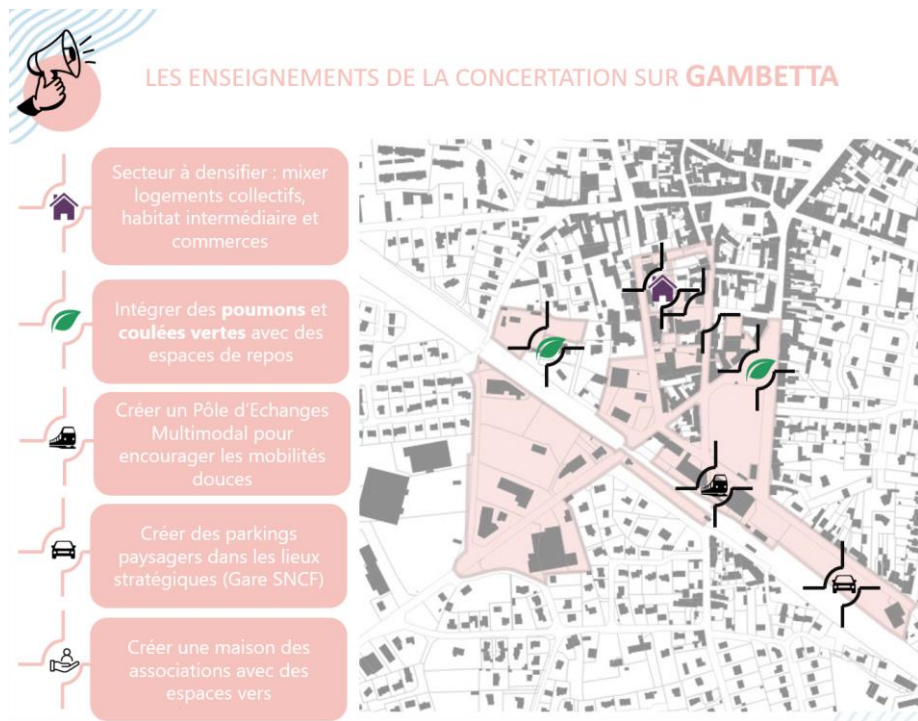 LES ENSEIGNEMENTS DE LA CONCERTATION SUR GAMBETTA
Secteur à densifier : mixer
logements collectifs,
habitat intermédiaire et
commerces
Intégrer des poumons et
coulées vertes avec des
espaces de repos
Créer un Pôle d'Echanges
Multimodal pour
encourager les mobilités
douces
Créer des parkings
paysagers dans les lieux
stratégiques (Gare SNCF)
Créer une maison des
associations avec des
espaces vers